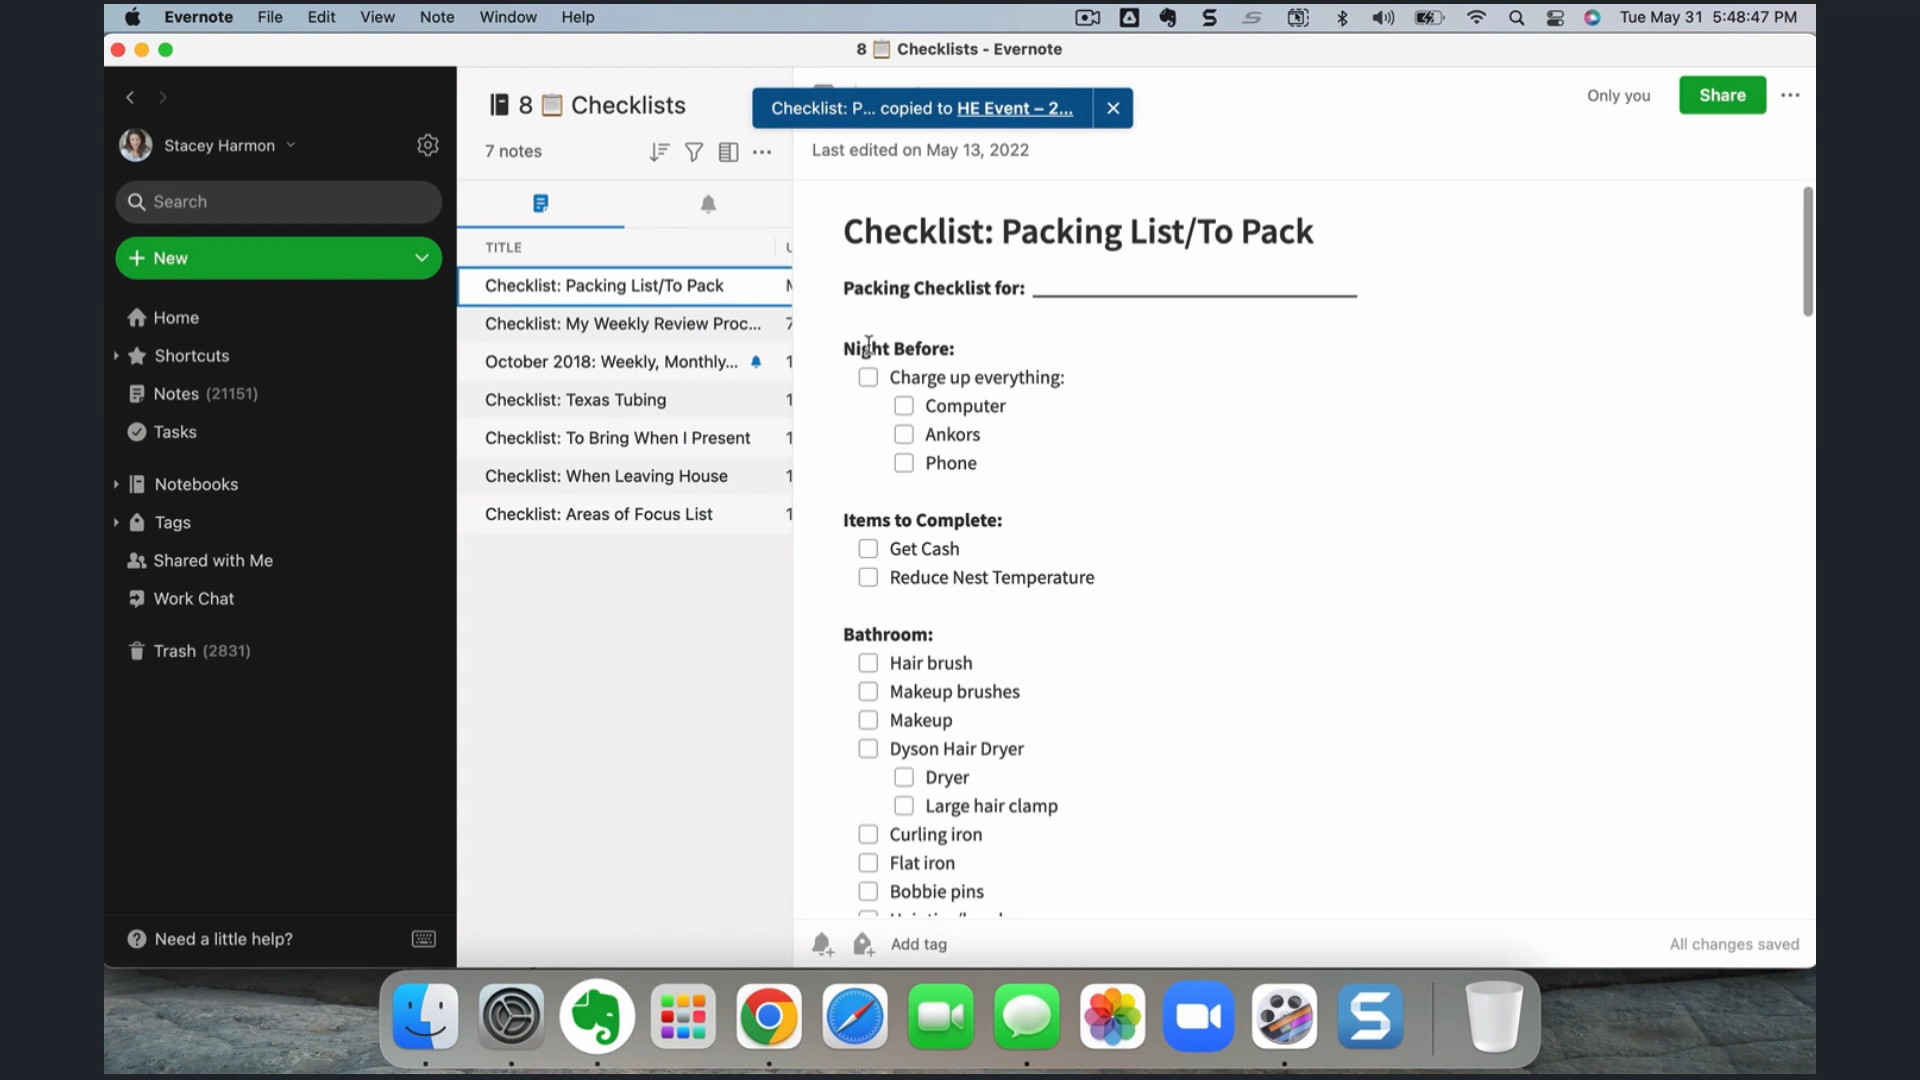 Evernote File Edit View Note Window Help
Tue May 31 5:48:47 PM
8 Checklists - Evernote
Stacey Harmon
Search
New
Home
Shortcuts
Notes (21151)
Tasks
Notebooks
Tags
Shared with Me
Work Chat
Trash (2831)
Need a little help?
8 Checklists
7 notes
TITLE
Checklist: Packing List/To Pack
Checklist: My Weekly Review Proc...
October 2018: Weekly, Monthly...
Checklist: Texas Tubing
Checklist: To Bring When I Present
Checklist: When Leaving House
Checklist: Areas of Focus List
Checklist: P... copied to HE Event – 2...
Only you
Share
Last edited on May 13, 2022
Checklist: Packing List/To Pack
Packing Checklist for:
Night Before:
Charge up everything:
Computer
Ankors
Phone
Items to Complete:
Get Cash
Reduce Nest Temperature
Bathroom:
Hair brush
Makeup brushes
Makeup
Dyson Hair Dryer
Dryer
Large hair clamp
Curling iron
Flat iron
Bobbie pins
Add tag
All changes saved